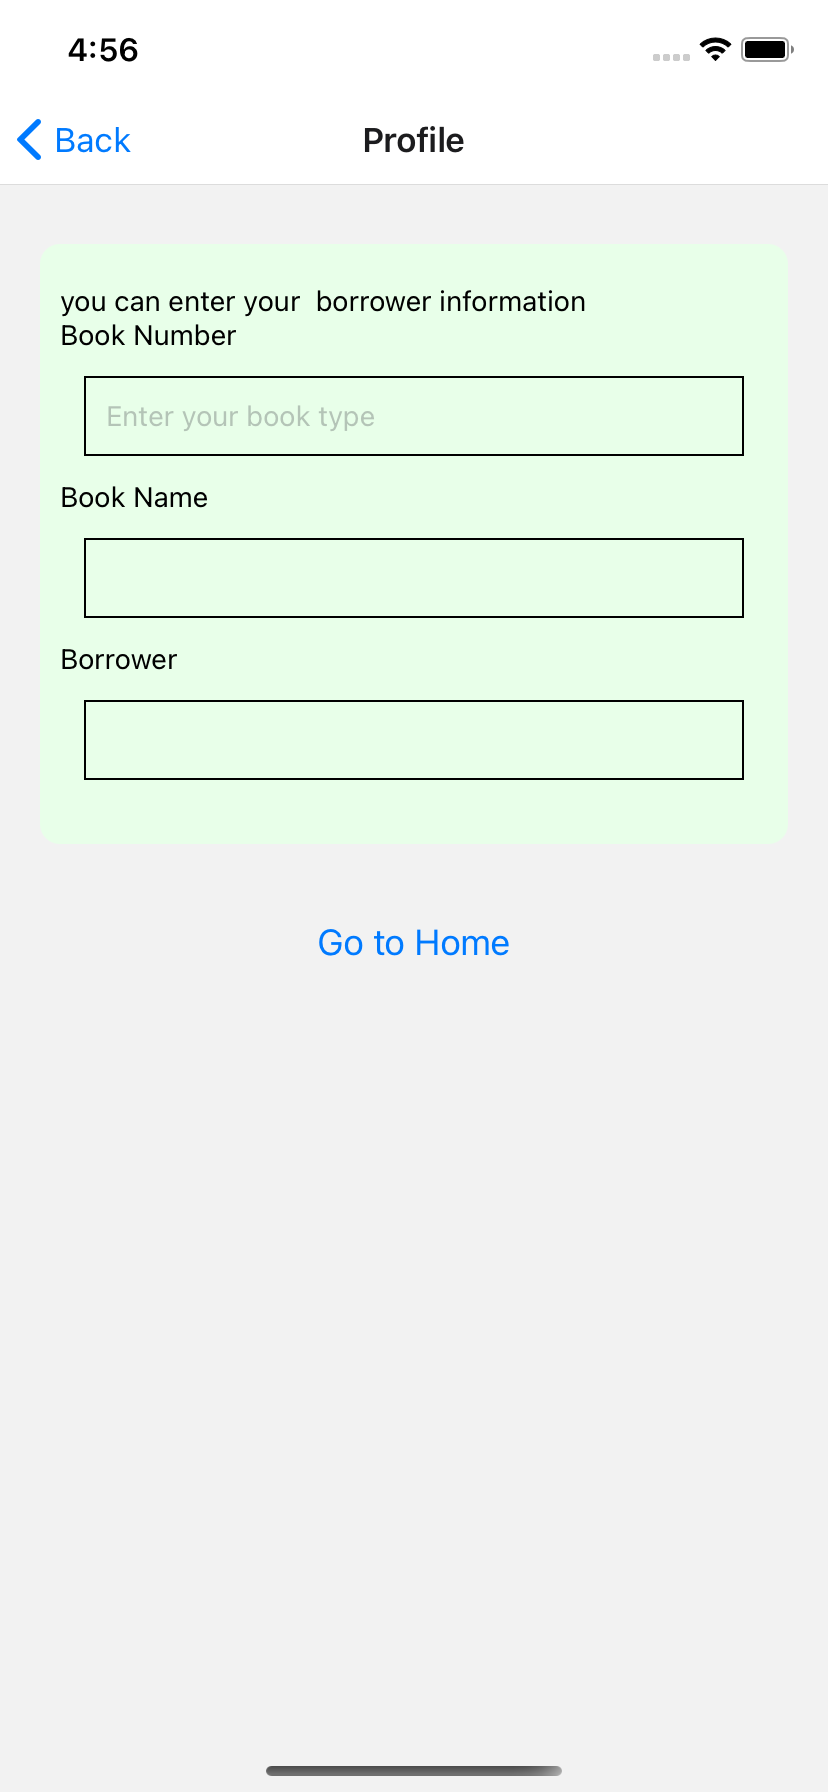 4:56
Back
Profile
you can enter your  borrower information
Book Number
Enter your book type
Book Name
Borrower
Go to Home